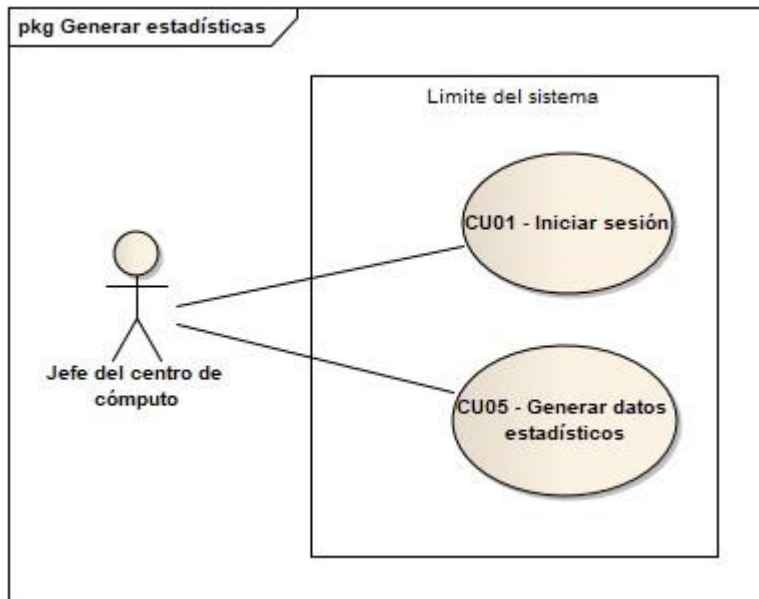 pkg Generar estadísticas
Limite del sistema
CU01 - Iniciar sesión
Jefe del centro de
cómputo
CU05 - Generar datos
estadísticos